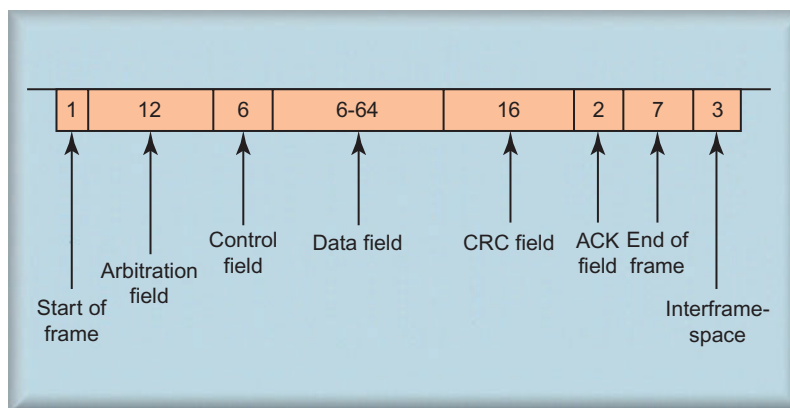 1 12 6 6-64 16 2 7 3
Start of
frame
Arbitration
field
Control
field
Data field
CRC field
ACK
field
End of
frame
Interframe-
space